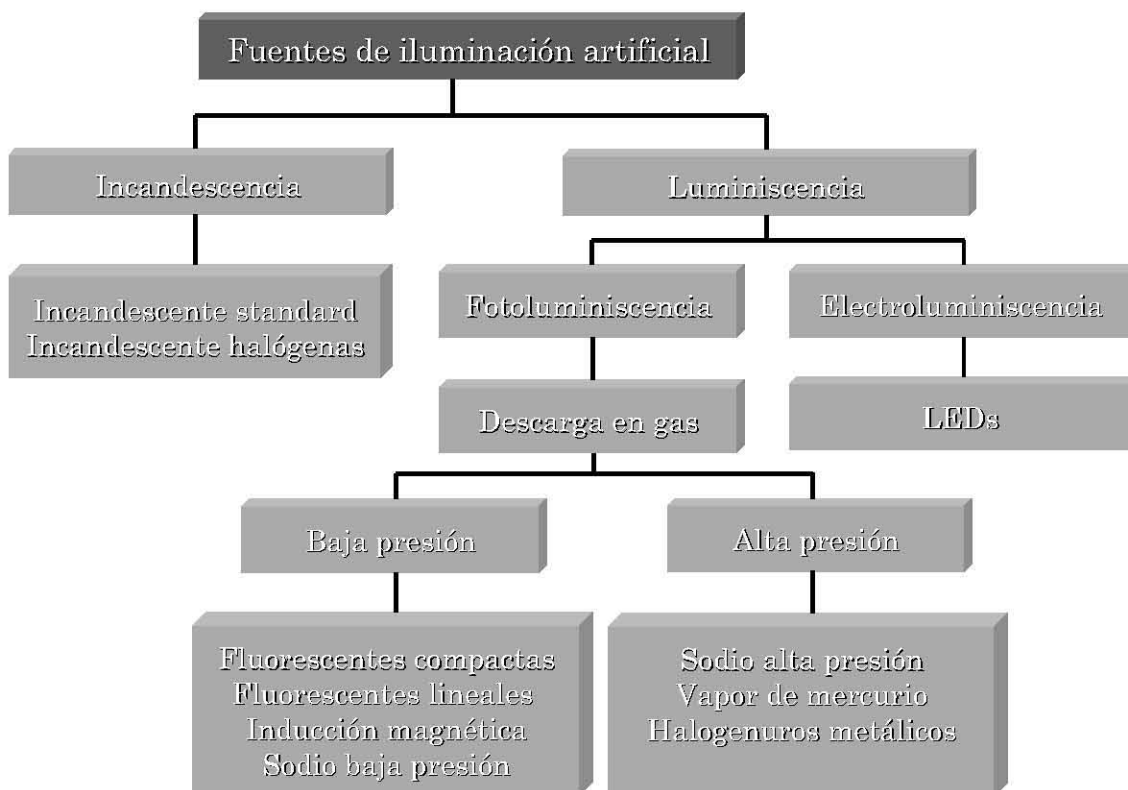 Fuentes de iluminación artificial
Incandescencia
Luminiscencia
Incandescente standard
Incandescente halógenas
Fotoluminiscencia
Electroluminiscencia
Descarga en gas
LEDs
Baja presión
Alta presión
Fluorescentes compactas
Fluorescentes lineales
Inducción magnética
Sodio baja presión
Sodio alta presión
Vapor de mercurio
Halogenuros metálicos